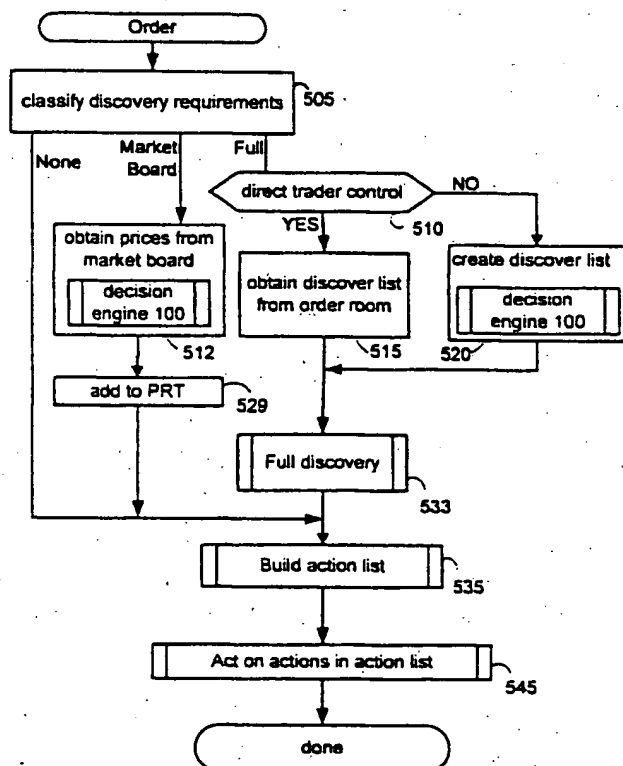 Order
classify discovery requirements
505
None
Market
Board
Full
direct trader control
NO
YES
510
obtain prices from
market board
decision
engine 100
512
obtain discover list
from order room
515
create discover list
decision
engine 100
520
add to PRT
529
Full discovery
533
Build action list
535
Act on actions in action list
545
done